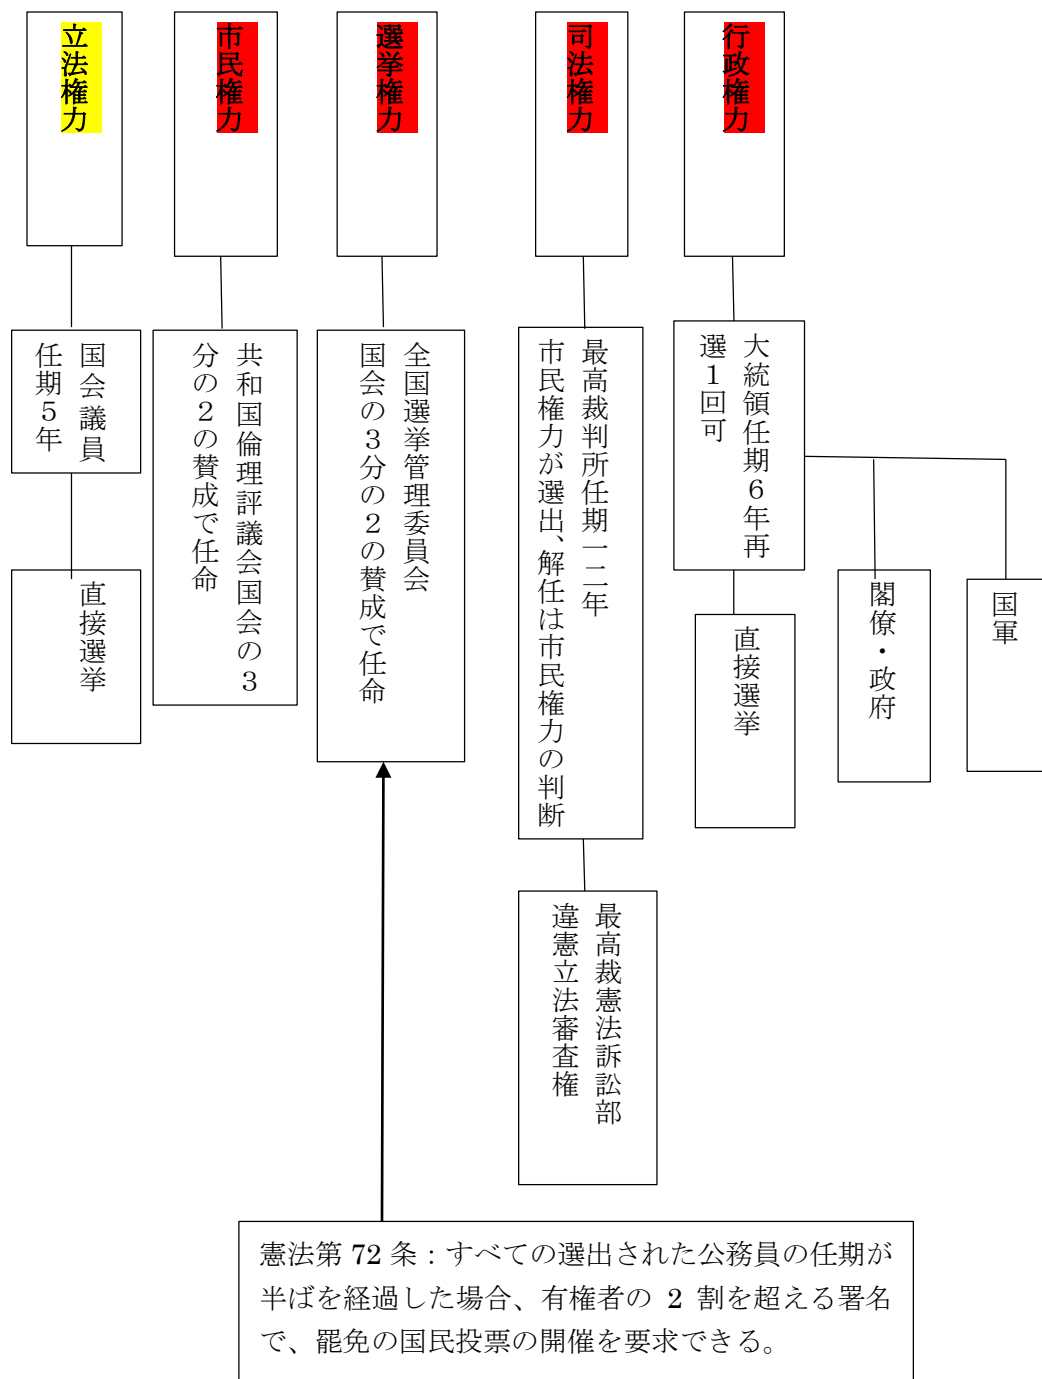 立法権力
市民権力
選挙権力
司法権力
行政権力
国会議員
任期5年
共和国倫理評議会国会の3
分の2の賛成で任命
全国選挙管理委員会
国会の3分の2の賛成で任命
最高裁判所任期一二年
市民権力が選出、解任は市民権力の判断
大統領任期6年再
選1回可
直接選挙
直接選挙
閣僚・政府
国軍
最高裁憲法訴訟部
違憲立法審査権
憲法第 72 条：すべての選出された公務員の任期が
半ばを経過した場合、有権者の 2 割を超える署名
で、罷免の国民投票の開催を要求できる。